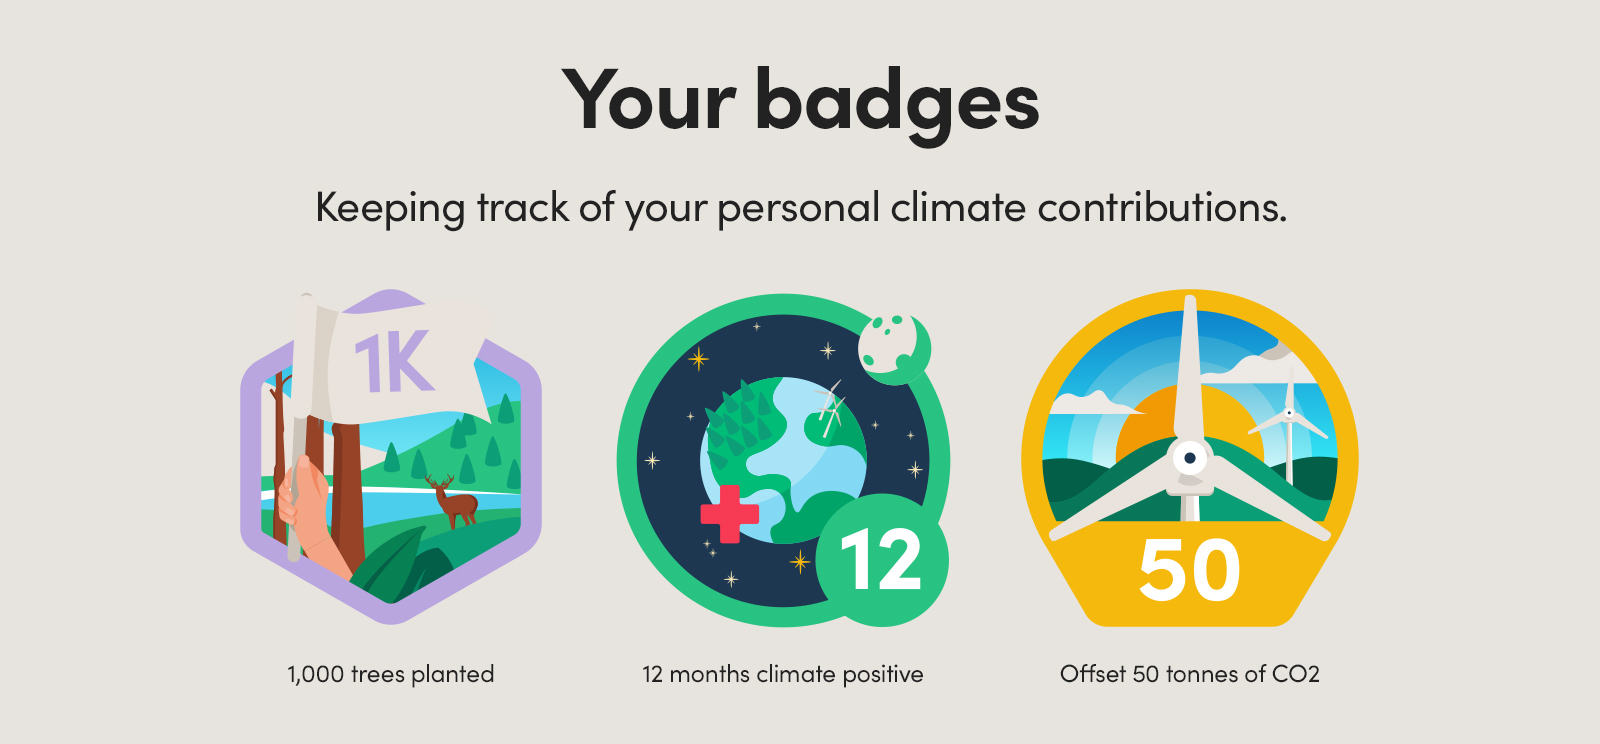 Your badges
Keeping track of your personal climate contributions.
1K
12
50
1,000 trees planted
12 months climate positive
Offset 50 tonnes of CO2